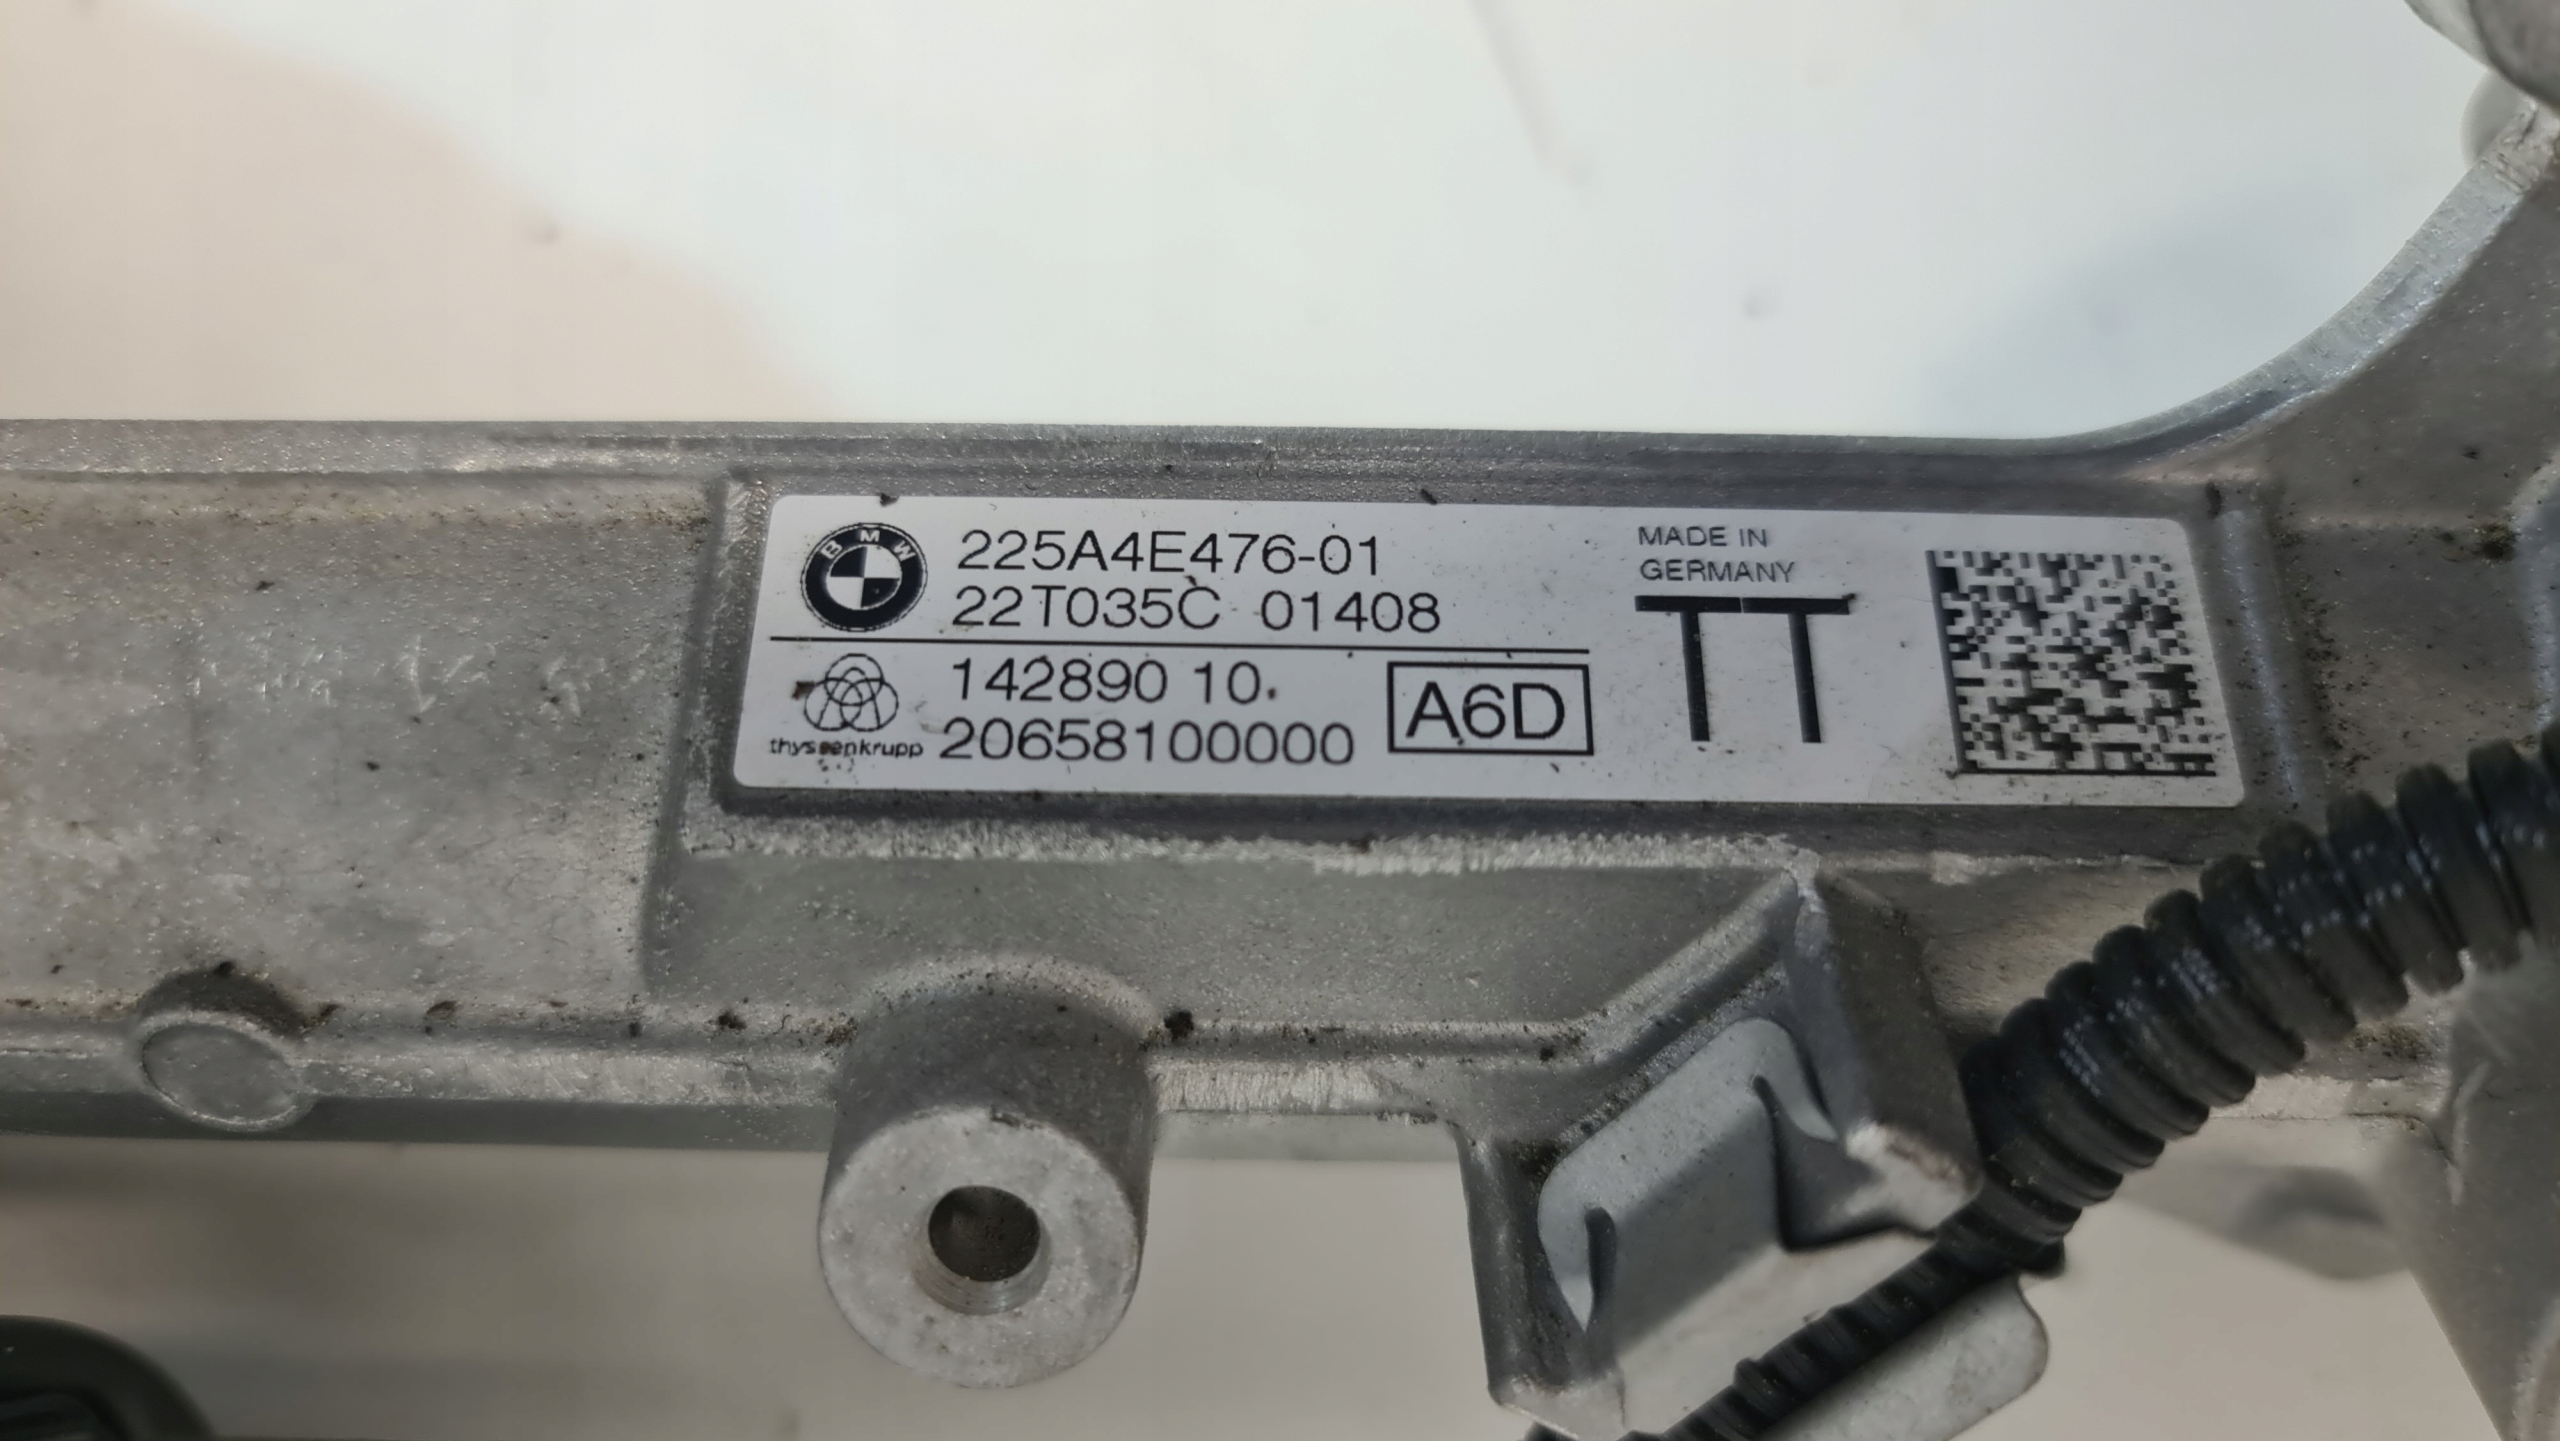 BMW
225A4E476-01
22T035C 01408
thyssenkrupp
142890 10.
20658100000
A6D
MADE IN
GERMANY
TT